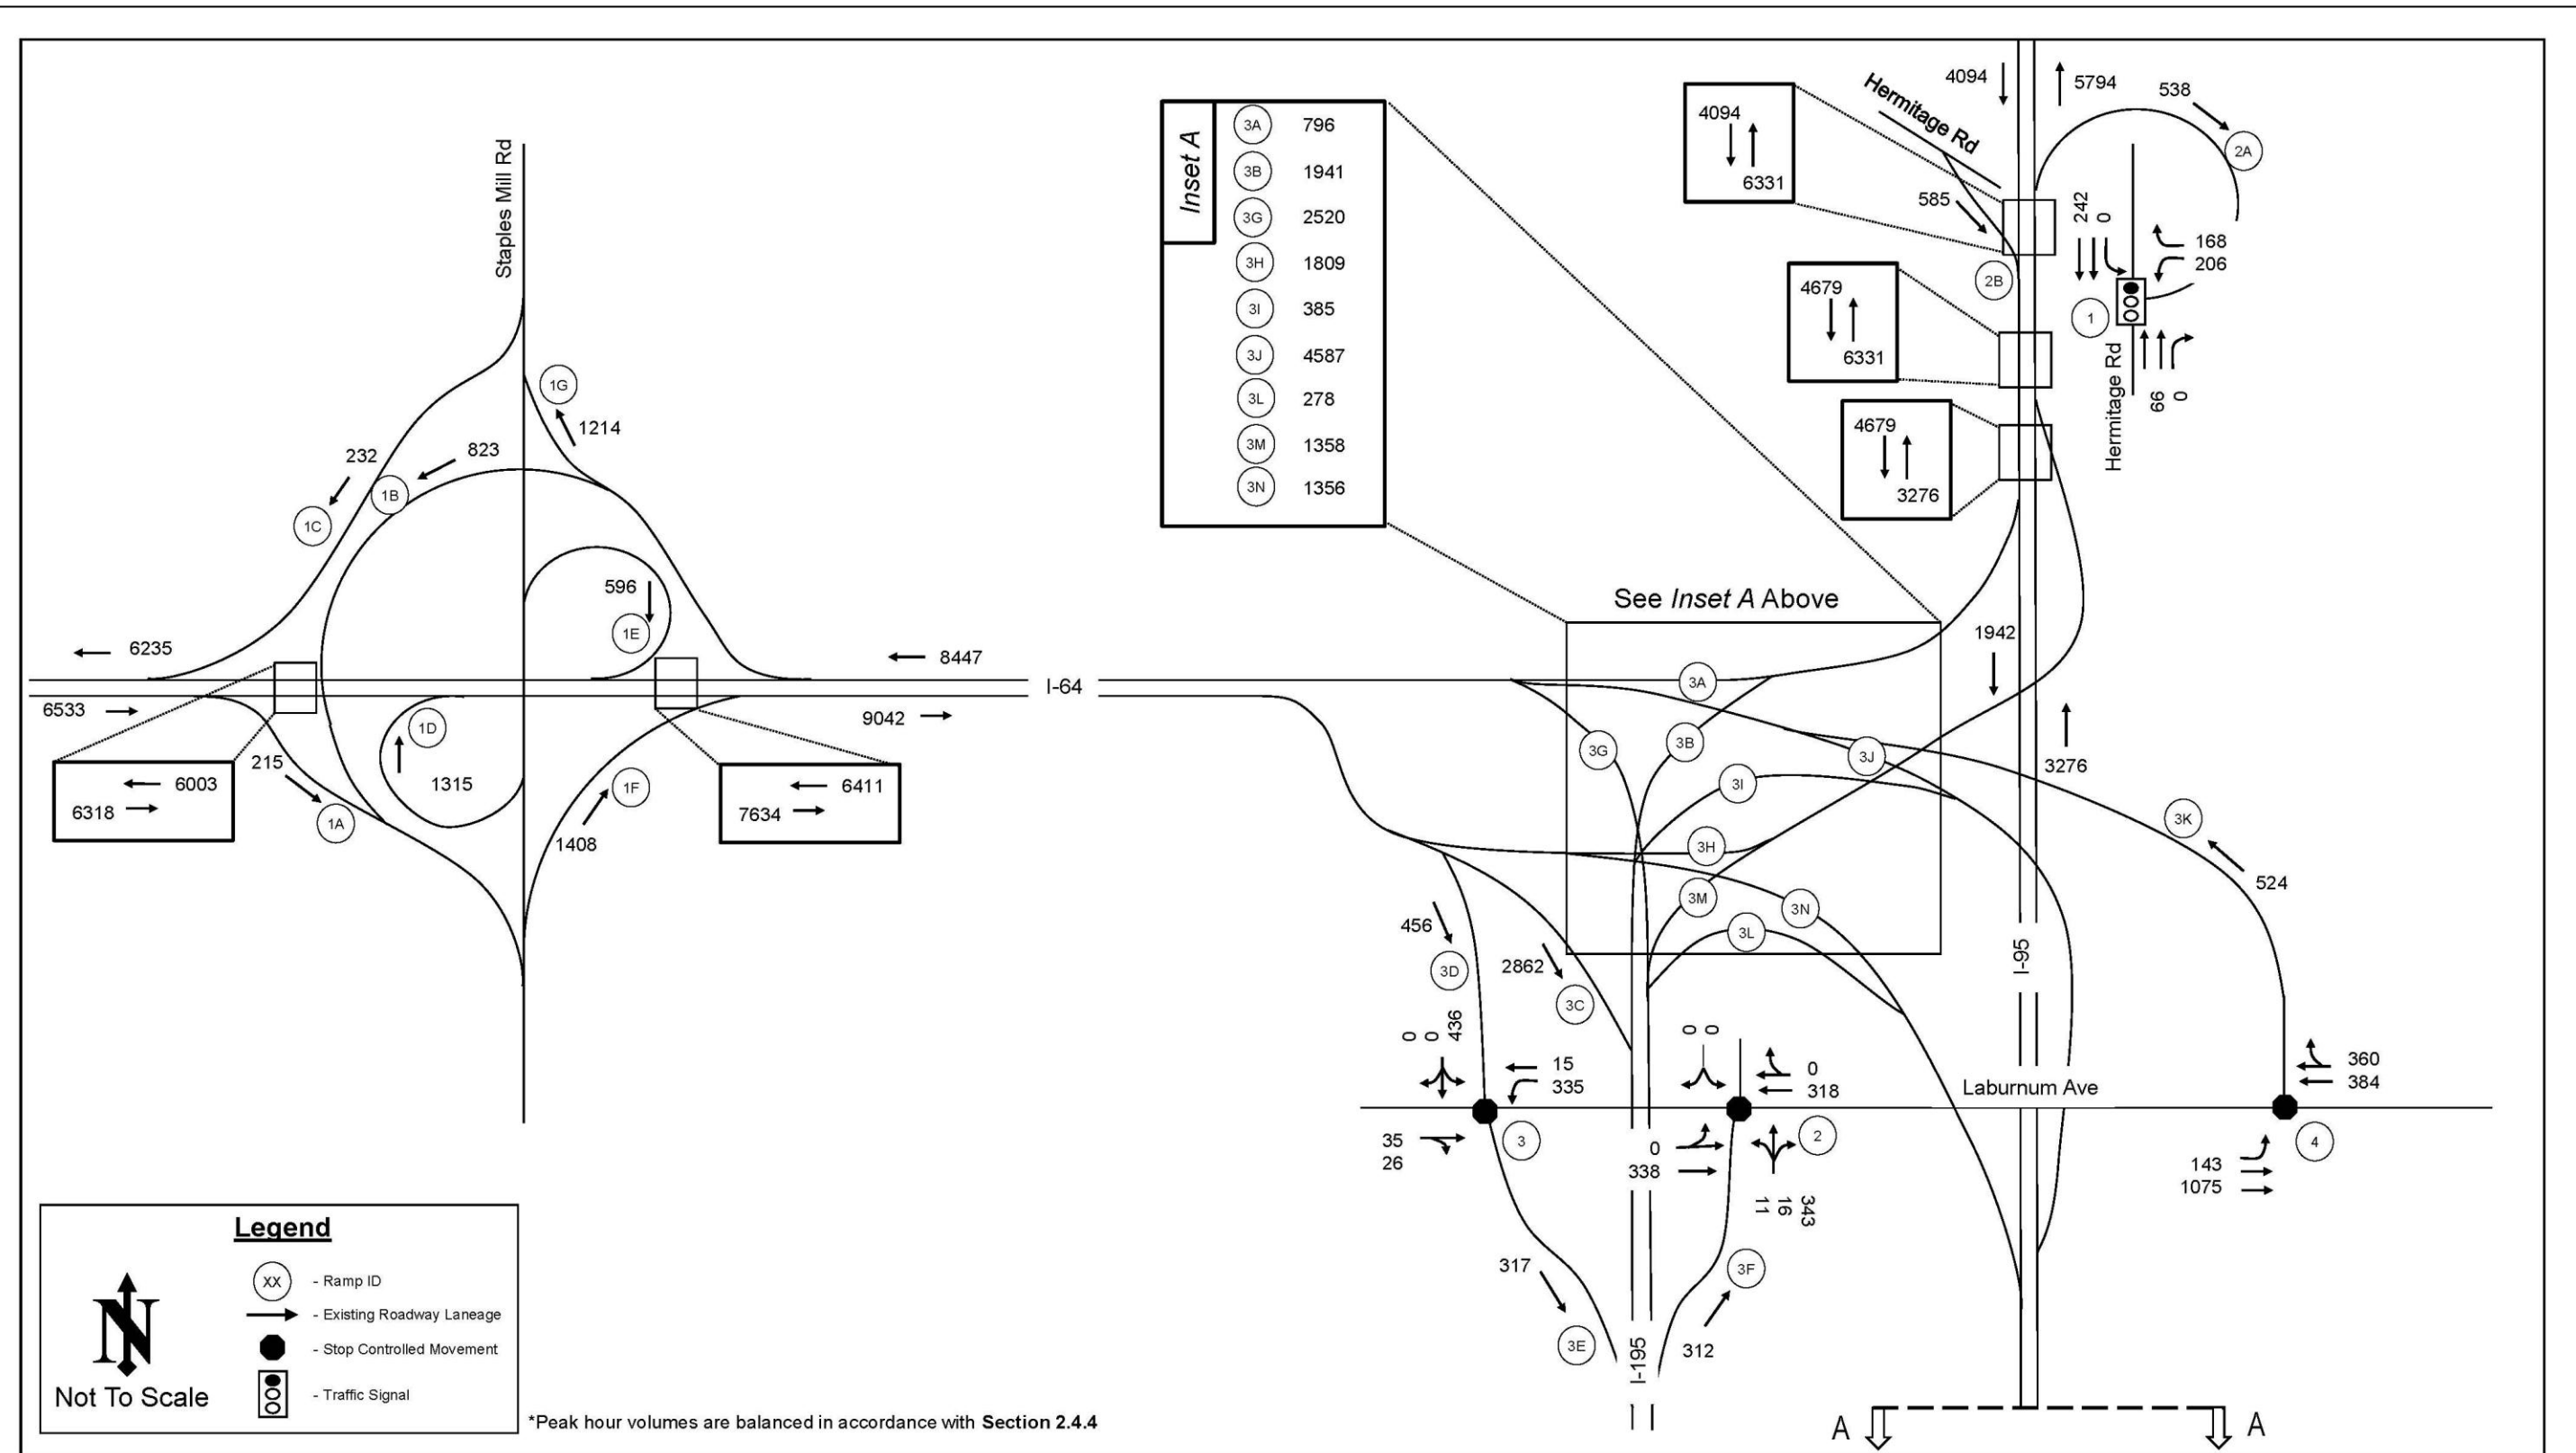 Staples Mill Rd
1G
1214
232
823
1B
1C
596
1E
6235
8447
I-64
6533
9042
1D
215
1315
1A
1F
1408
6003
6318
6411
7634
Inset A
3A 796
3B 1941
3G 2520
3H 1809
3I 385
3J 4587
3L 278
3M 1358
3N 1356
4094
5794
538
2A
Hermitage Rd
4094
6331
585
2B
4679
6331
4679
3276
242
0
168
206
1
Hermitage Rd
66
0
See Inset A Above
1942
3276
3A
3B
3G
3I
3J
3H
3M
3N
3L
3K
524
I-95
456
3D
2862
3C
0
0
436
15
335
35
26
3
0
0
0
318
0
338
2
11
16
343
Laburnum Ave
360
384
143
1075
4
317
3E
I-195
3F
312
A
A
Legend
XX - Ramp ID
- Existing Roadway Laneage
- Stop Controlled Movement
- Traffic Signal
N
Not To Scale
*Peak hour volumes are balanced in accordance with Section 2.4.4